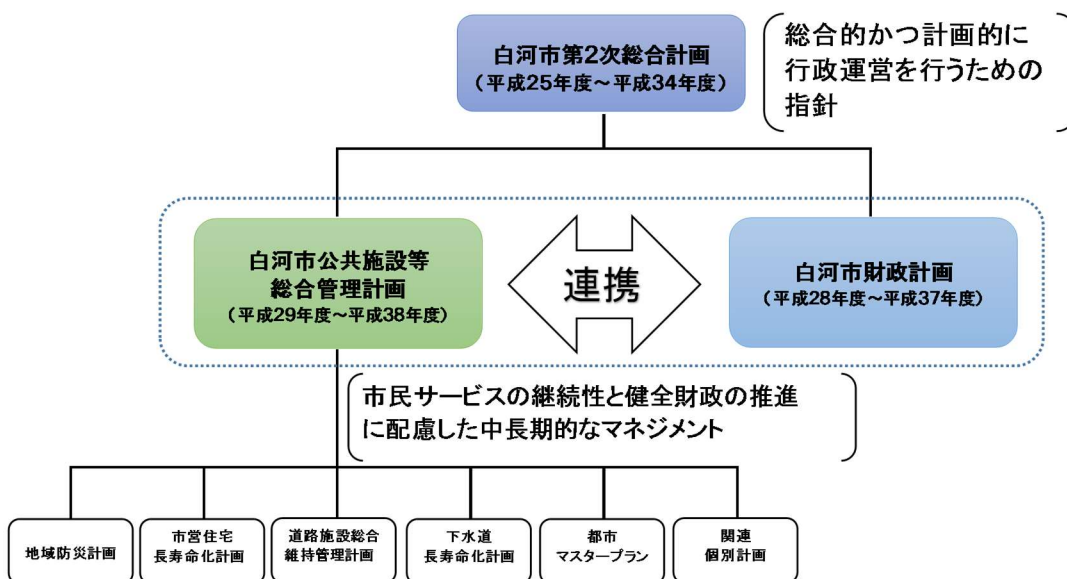 白河市第2次総合計画
（平成25年度～平成34年度）
総合的かつ計画的に
行政運営を行うための
指針
白河市公共施設等
総合管理計画
（平成29年度～平成38年度）
連携
白河市財政計画
（平成28年度～平成37年度）
市民サービスの継続性と健全財政の推進
に配慮した中長期的なマネジメント
地域防災計画
市営住宅
長寿命化計画
道路施設総合
維持管理計画
下水道
長寿命化計画
都市
マスタープラン
関連
個別計画